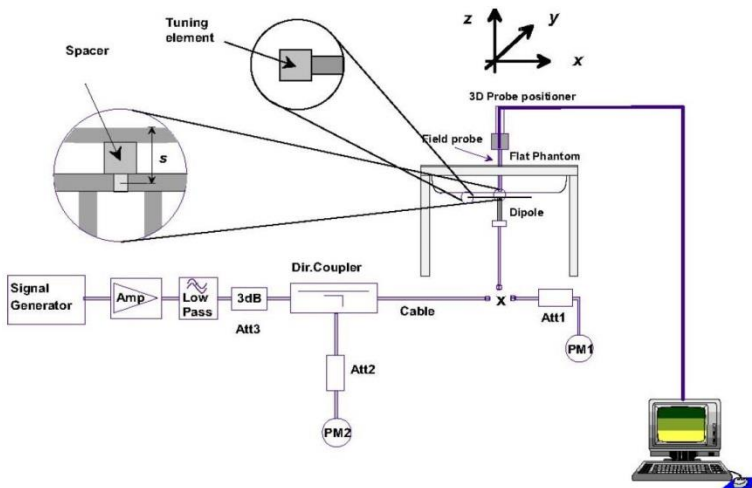 Tuning
element
Spacer
s
z
y
x
3D Probe positioner
Field probe
Flat Phantom
Dipole
Signal
Generator
Amp
Low
Pass
3dB
Att3
Dir.Coupler
Cable
x
Att1
PM1
Att2
PM2